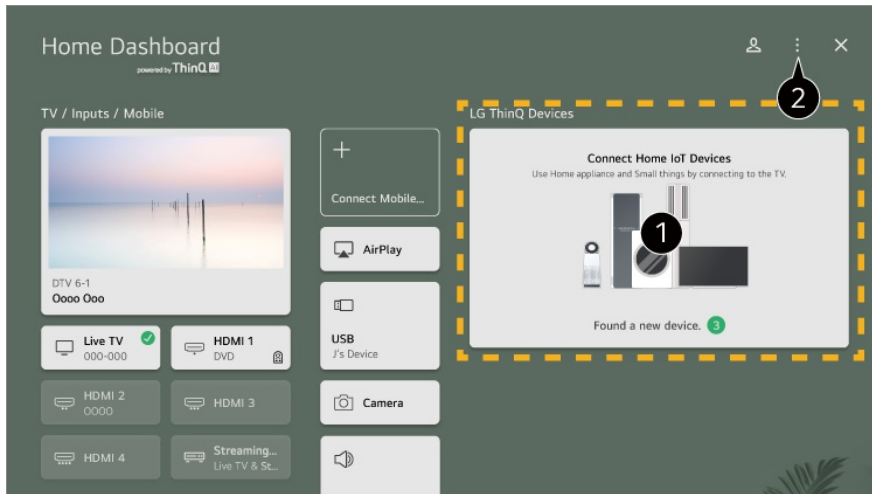 Home Dashboard
powered by ThinQ AI
2
TV / Inputs / Mobile
DTV 6-1
Oooo Ooo
Live TV
000-000
HDMI 1
DVD
HDMI 2
OOOO
HDMI 3
HDMI 4
Streaming...
Live TV & St...
+
Connect Mobile...
AirPlay
USB
J's Device
Camera
LG ThinQ Devices
Connect Home IoT Devices
Use Home appliance and Small things by connecting to the TV.
1
Found a new device. 3